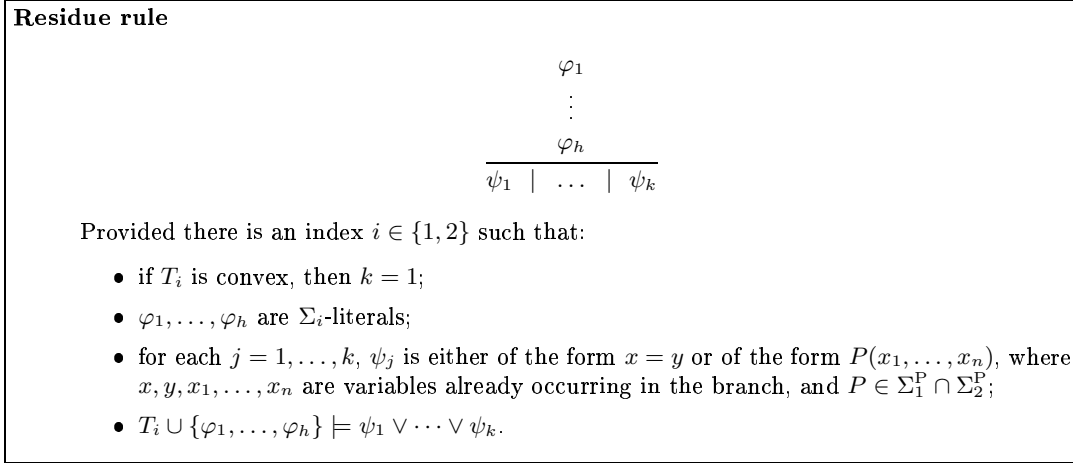 Residue rule
φ₁
⋮
φₕ
ψ₁ | … | ψₖ
Provided there is an index i ∈ {1, 2} such that:
• if Tᵢ is convex, then k = 1;
• φ₁, …, φₕ are Σᵢ-literals;
• for each j = 1, …, k, ψⱼ is either of the form x = y or of the form P(x₁, …, xₙ), where
x, y, x₁, …, xₙ are variables already occurring in the branch, and P ∈ Σ₁ᴾ ∩ Σ₂ᴾ;
• Tᵢ ∪ {φ₁, …, φₕ} ⊨ ψ₁ ∨ ⋯ ∨ ψₖ.